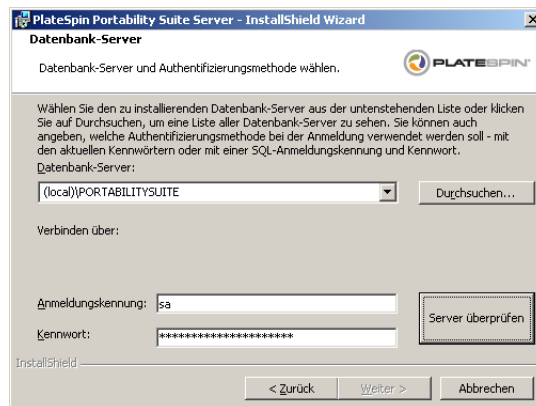 PlateSpin Portability Suite Server - InstallShield Wizard
Datenbank-Server
Datenbank-Server und Authentifizierungsmethode wählen.
PLATESPIN
Wählen Sie den zu installierenden Datenbank-Server aus der untenstehenden Liste oder klicken
Sie auf Durchsuchen, um eine Liste aller Datenbank-Server zu sehen. Sie können auch
angeben, welche Authentifizierungsmethode bei der Anmeldung verwendet werden soll - mit
den aktuellen Kennwörtern oder mit einer SQL-Anmeldungskennung und Kennwort.
Datenbank-Server:
(local)\PORTABILITYSUITE
Durchsuchen...
Verbinden über:
Anmeldungskennung: sa
Server überprüfen
Kennwort: *********************
InstallShield
< Zurück Weiter > Abbrechen